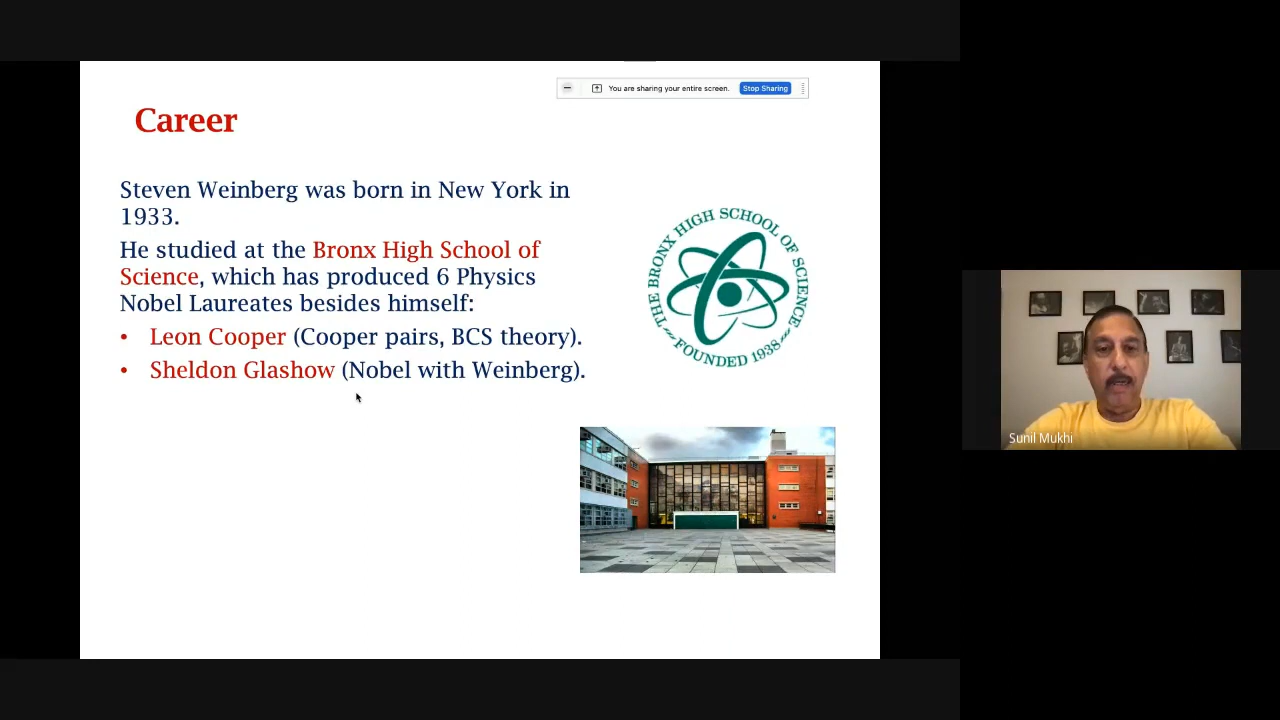 You are sharing your entire screen. Stop Sharing
Career
Steven Weinberg was born in New York in
1933.
He studied at the Bronx High School of
Science, which has produced 6 Physics
Nobel Laureates besides himself:
• Leon Cooper (Cooper pairs, BCS theory).
• Sheldon Glashow (Nobel with Weinberg).
THE BRONX HIGH SCHOOL OF SCIENCE
FOUNDED 1938
Sunil Mukhi